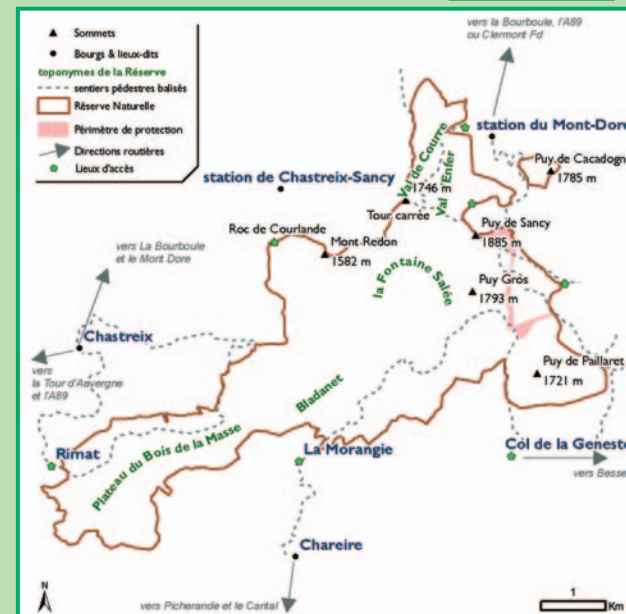 Sommets
Bourgs & lieux-dits
toponymes de la Réserve
sentiers pédestres balisés
Réserve Naturelle
Périmètre de protection
Directions routières
Lieux d'accès
vers la Bourboule, l'A89
ou Clermont Fd
station du Mont-Dore
Puy de Cacadogne
1785 m
Val de Courre
Val d'Enfer
station de Chastreix-Sancy
1746 m
Tour carrée
Roc de Courlande
Mont Redon
1582 m
Puy de Sancy
1885 m
la Fontaine Salée
Puy Gros
1793 m
vers La Bourboule
et le Mont Dore
Chastreix
vers
la Tour d'Auvergne
et l'A89
Puy de Paillaret
1721 m
Bladanet
Plateau du Bois de la Masse
Rimat
La Morangie
Col de la Geneste
vers Besse
Chareire
vers Picherande et le Cantal
N
1
Km